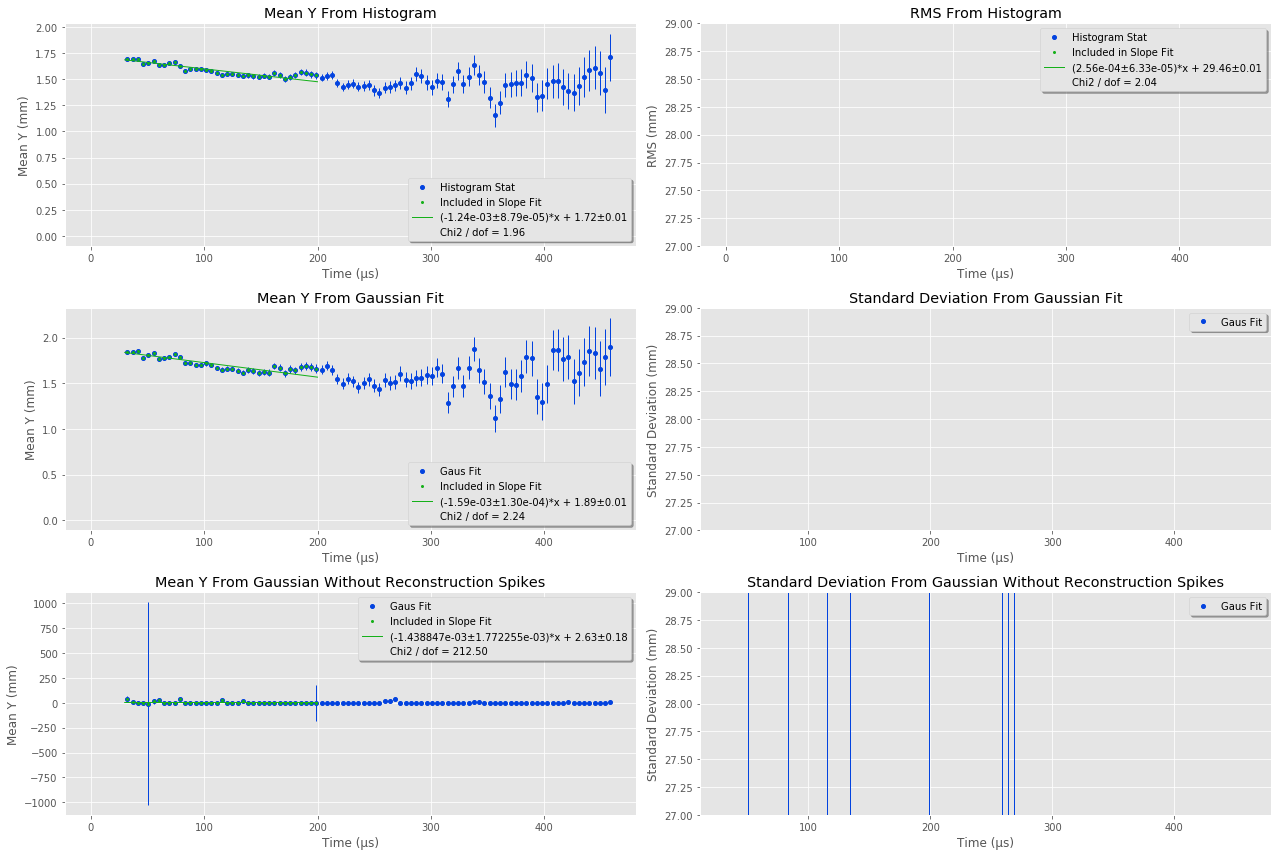 Mean Y From Histogram
2.00
1.75
1.50
1.25
1.00
0.75
0.50
0.25
0.00
Mean Y (mm)
Histogram Stat
Included in Slope Fit
(-1.24e-03±8.79e-05)*x + 1.72±0.01
Chi2 / dof = 1.96
0 100 200 300 400
Time (μs)
RMS From Histogram
29.00
28.75
28.50
28.25
28.00
27.75
27.50
27.25
27.00
RMS (mm)
Histogram Stat
Included in Slope Fit
(2.56e-04±6.33e-05)*x + 29.46±0.01
Chi2 / dof = 2.04
0 100 200 300 400
Time (μs)
Mean Y From Gaussian Fit
2.0
1.5
1.0
0.5
0.0
Mean Y (mm)
Gaus Fit
Included in Slope Fit
(-1.59e-03±1.30e-04)*x + 1.89±0.01
Chi2 / dof = 2.24
0 100 200 300 400
Time (μs)
Standard Deviation From Gaussian Fit
29.00
28.75
28.50
28.25
28.00
27.75
27.50
27.25
27.00
Standard Deviation (mm)
Gaus Fit
100 200 300 400
Time (μs)
Mean Y From Gaussian Without Reconstruction Spikes
1000
750
500
250
0
−250
−500
−750
−1000
Mean Y (mm)
Gaus Fit
Included in Slope Fit
(-1.438847e-03±1.772255e-03)*x + 2.63±0.18
Chi2 / dof = 212.50
0 100 200 300 400
Time (μs)
Standard Deviation From Gaussian Without Reconstruction Spikes
29.00
28.75
28.50
28.25
28.00
27.75
27.50
27.25
27.00
Standard Deviation (mm)
Gaus Fit
100 200 300 400
Time (μs)